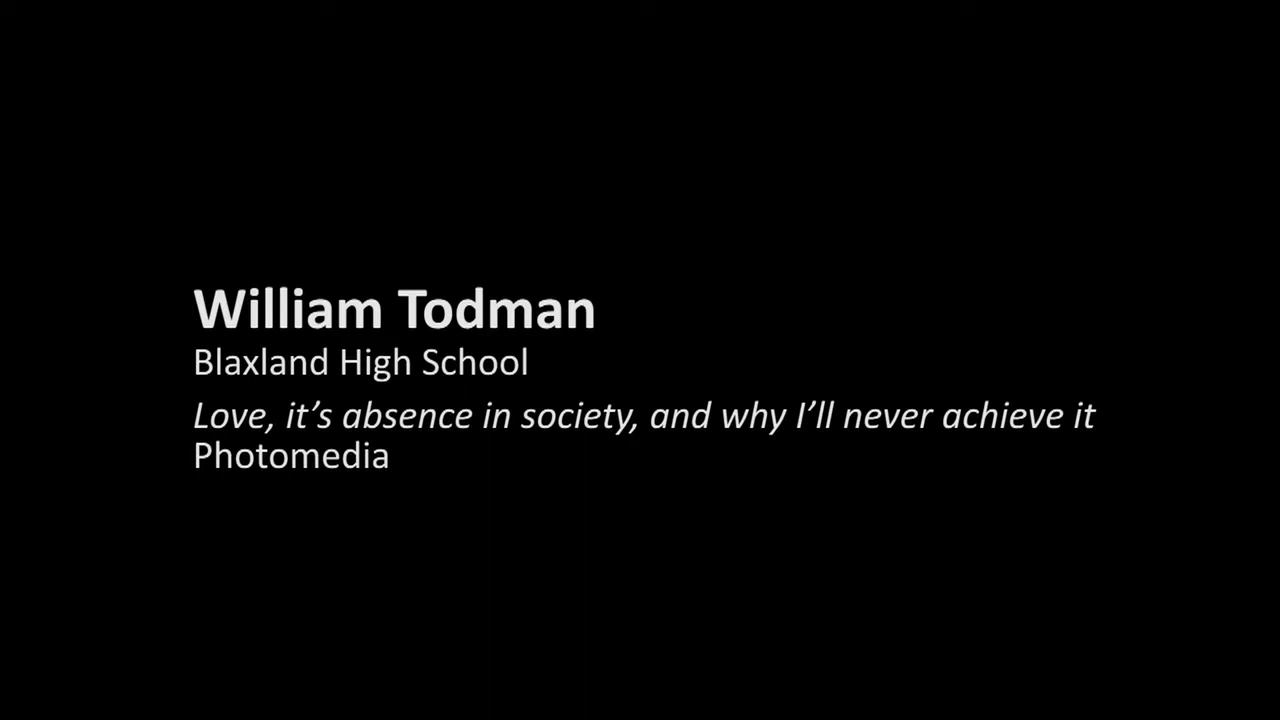 William Todman
Blaxland High School
Love, it’s absence in society, and why I’ll never achieve it
Photomedia